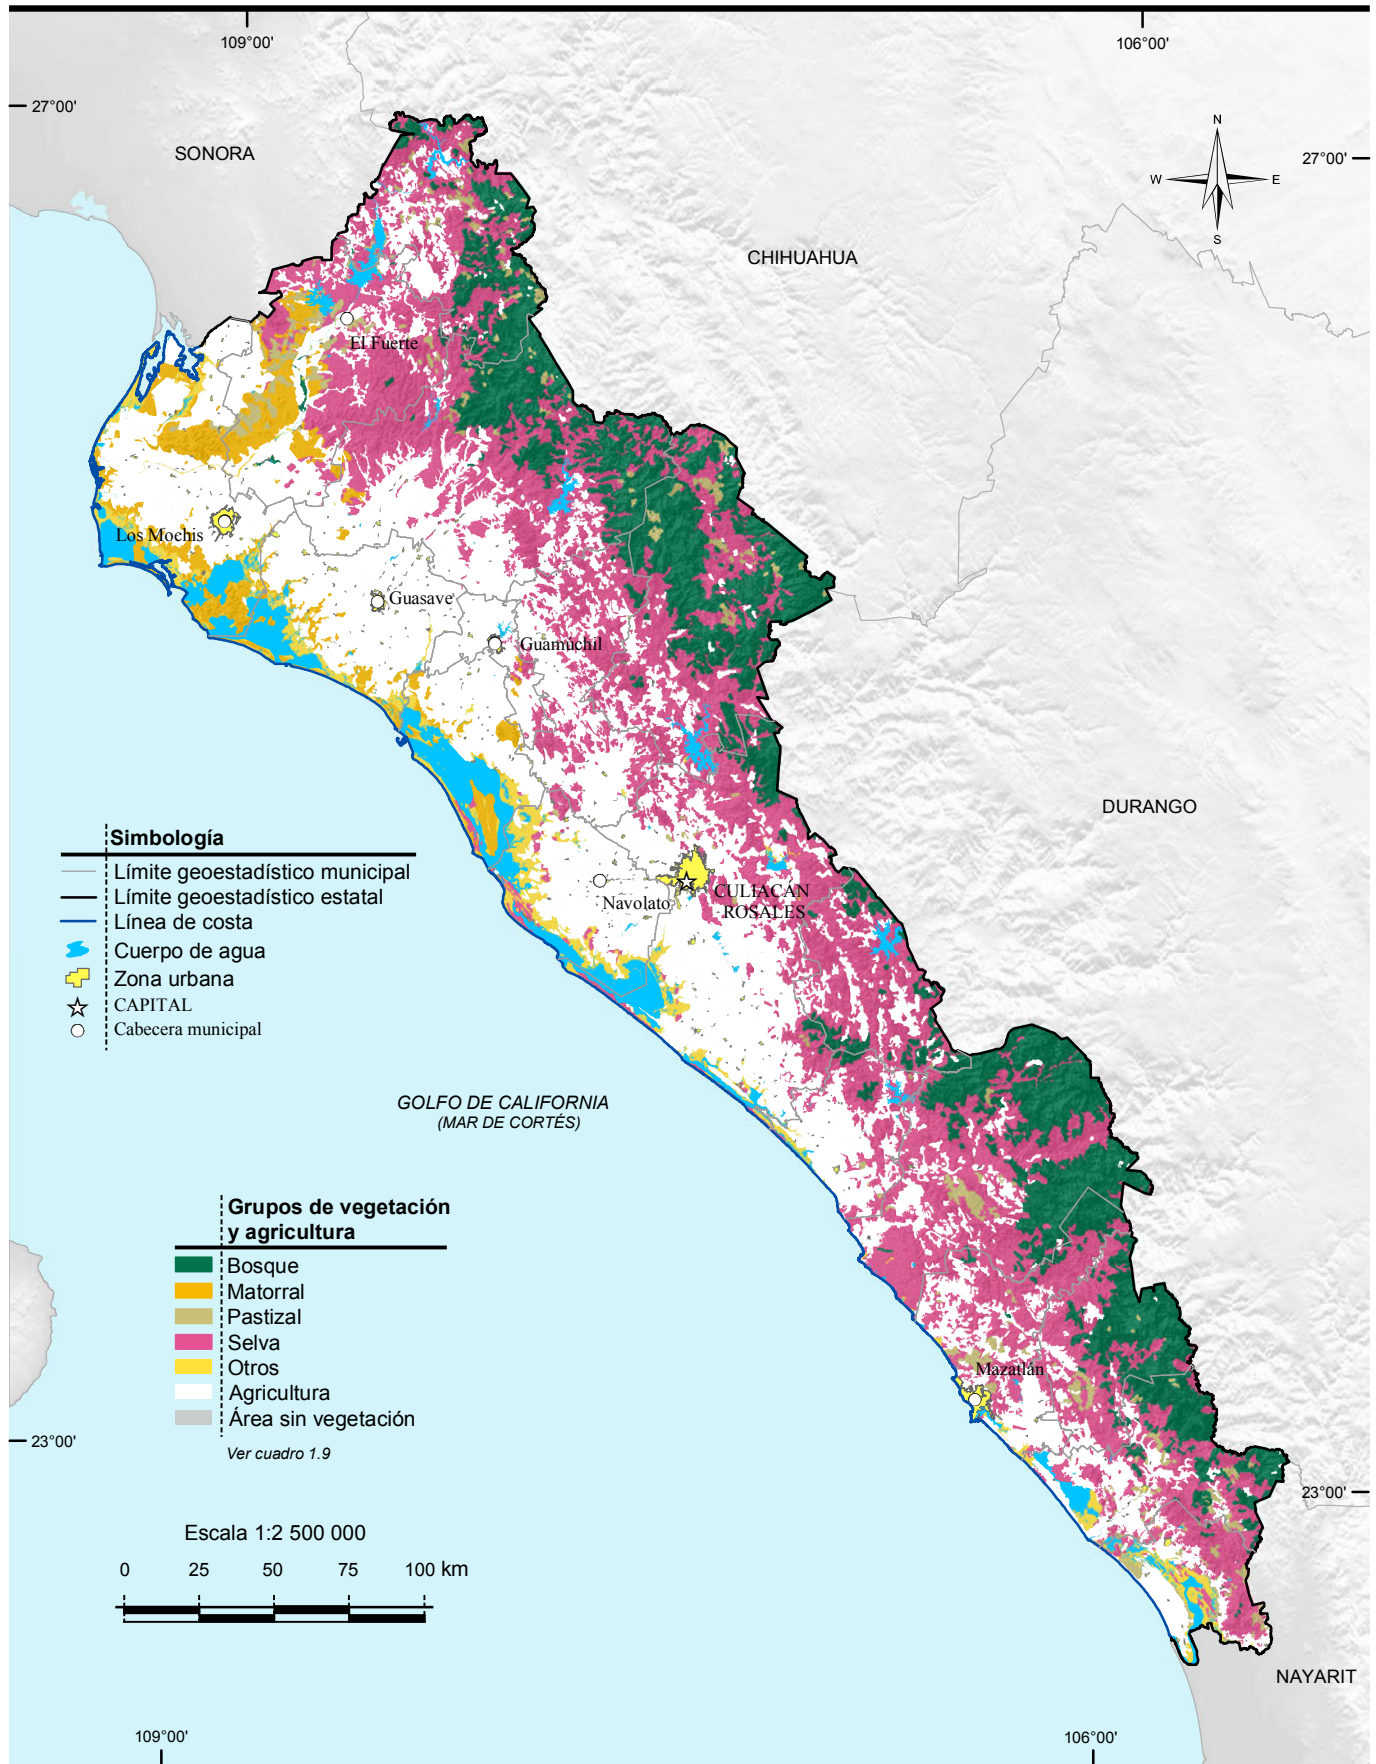 109°00'
106°00'
27°00'
27°00'
SONORA
N
W
E
S
CHIHUAHUA
El Fuerte
Los Mochis
Guasave
Guamúchil
DURANGO
Navolato
CULIACÁN
ROSALES
Simbología
Límite geoestadístico municipal
Límite geoestadístico estatal
Línea de costa
Cuerpo de agua
Zona urbana
CAPITAL
Cabecera municipal
GOLFO DE CALIFORNIA
(MAR DE CORTÉS)
Grupos de vegetación
y agricultura
Bosque
Matorral
Pastizal
Selva
Otros
Agricultura
Área sin vegetación
Ver cuadro 1.9
Mazatlán
23°00'
23°00'
Escala 1:2 500 000
0 25 50 75 100 km
NAYARIT
109°00'
106°00'